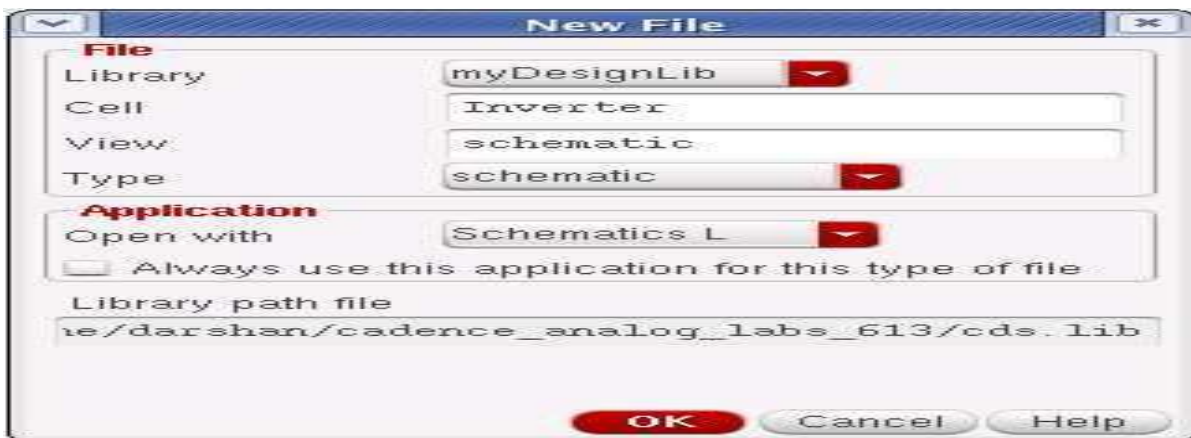 New File
File
Library myDesignLib
Cell Inverter
View schematic
Type schematic
Application
Open with Schematics L
Always use this application for this type of file
Library path file
/darshan/cadence_analog_labs_613/cds.lib
OK Cancel Help